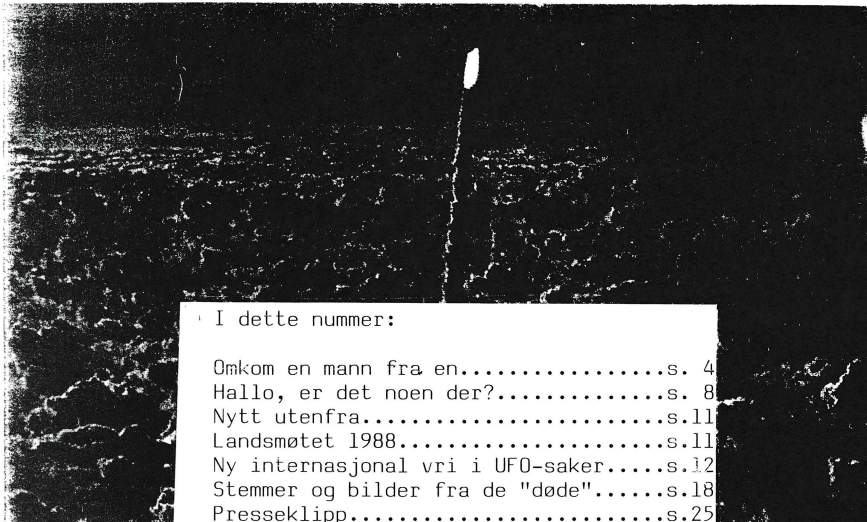 I dette nummer:
Omkom en mann fra en.................s. 4
Hallo, er det noen der?..............s. 8
Nytt utenfra.........................s.11
Landsmøtet 1988......................s.11
Ny internasjonal vri i UFO-saker.....s.12
Stemmer og bilder fra de "døde"......s.18
Presseklipp..........................s.25